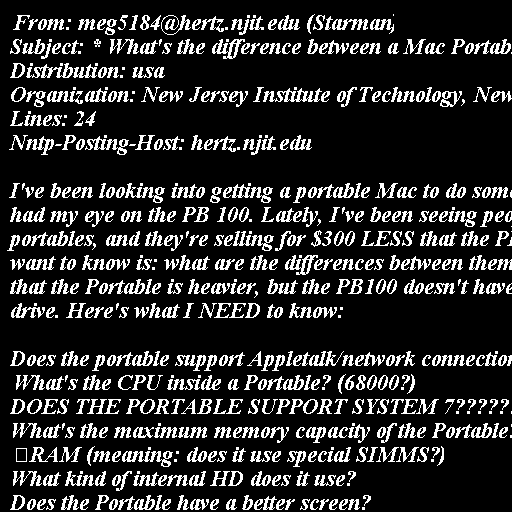 From: meg5184@hertz.njit.edu (Starman)
Subject: * What's the difference between a Mac Portab
Distribution: usa
Organization: New Jersey Institute of Technology, New
Lines: 24
Nntp-Posting-Host: hertz.njit.edu
I've been looking into getting a portable Mac to do som
had my eye on the PB 100. Lately, I've been seeing peo
portables, and they're selling for $300 LESS that the P
want to know is: what are the differences between them
that the Portable is heavier, but the PB100 doesn't have
drive. Here's what I NEED to know:
Does the portable support Appletalk/network connection
What's the CPU inside a Portable? (68000?)
DOES THE PORTABLE SUPPORT SYSTEM 7?????
What's the maximum memory capacity of the Portable?
RAM (meaning: does it use special SIMMS?)
What kind of internal HD does it use?
Does the Portable have a better screen?